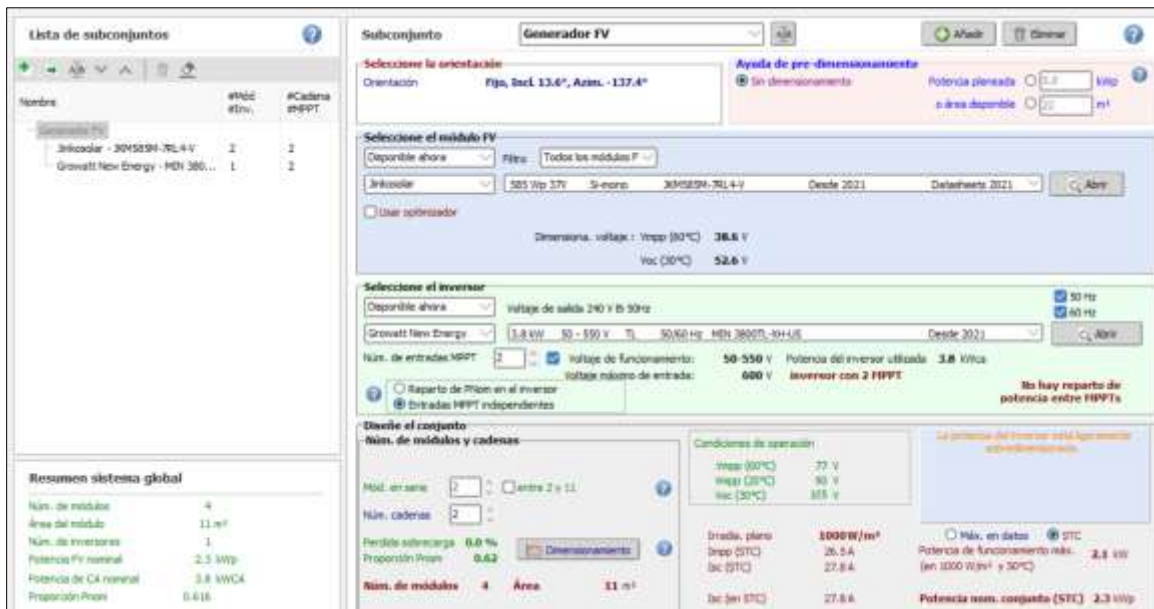 Lista de subconjuntos
Nombre
#Mód #Inv.
#Cadena #MPPT
Generador FV
Jinkosolar - JKM585M-7RL4-V 2 2
Growatt New Energy - MIN 380... 1 2
Resumen sistema global
Núm. de módulos 4
Área del módulo 11 m²
Núm. de inversores 1
Potencia FV nominal 2.3 kWp
Potencia de CA nominal 3.8 kWCA
Proporción Pnom 0.616
Subconjunto Generador FV Añadir Eliminar
Seleccione la orientación
Orientación Fijo, Incl. 13.6°, Azim. -137.4°
Ayuda de pre-dimensionamiento
Sin dimensionamiento Potencia planeada kWp
o área disponible m²
Seleccione el módulo FV
Disponible ahora Filtro Todos los módulos F
Jinkosolar 585 Wp 37V Si-mono JKM585M-7RL4-V Desde 2021 Datasheets 2021 Abrir
Usar optimizador
Dimensiona. voltaje : Vmpp (60°C) 38.6 V
Voc (30°C) 52.6 V
Seleccione el inversor
Disponible ahora Voltaje de salida 240 V 50Hz
50 Hz
60 Hz
Growatt New Energy 3.8 kW 50 - 550 V TL 50/60 Hz MIN 3800TL-XH-US Desde 2021 Abrir
Núm. de entradas MPPT 2 Voltaje de funcionamiento: 50-550 V Potencia del inversor utilizada 3.8 kWca
Voltaje máximo de entrada: 600 V inversor con 2 MPPT
Reparto de PNom en el inversor
Entradas MPPT independientes
No hay reparto de
potencia entre MPPTs
Diseñe el conjunto
Núm. de módulos y cadenas
Mód. en serie 2 entre 2 y 11
Núm. cadenas 2
Perdida sobrecarga 0.0 %
Proporción Pnom 0.62
Dimensionamiento
Núm. de módulos 4 Área 11 m²
Condiciones de operación
Vmpp (60°C) 77 V
Vmpp (20°C) 90 V
Voc (30°C) 105 V
Irradia. plano 1000 W/m²
Impp (STC) 26.5 A
Isc (STC) 27.8 A
Isc (en STC) 27.8 A
La potencia del inversor está ligeramente
sobredimensionada.
Máx. en datos STC
Potencia de funcionamiento máx. 2.1 kW
(en 1000 W/m² y 50°C)
Potencia nom. conjunto (STC) 2.3 kWp